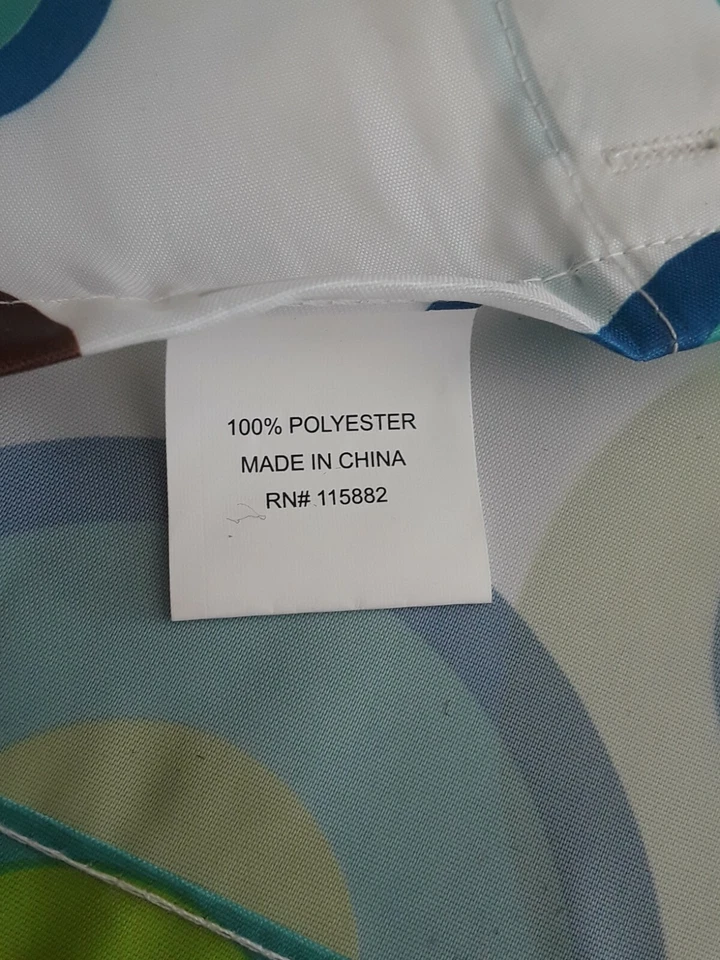 100% POLYESTER
MADE IN CHINA
RN# 115882